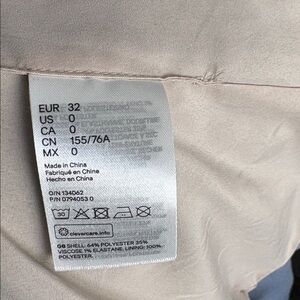 EUR 32
US 0
CA 0
CN 155/76A
MX 0
Made in China
Fabriqué en China
Hecho en China
O/N 134062
P/N 0794053 0
30
clevercare.info
GB SHELL: 64% POLYESTER 35%
VISCOSE 1% ELASTANE. LINING: 100%
POLYESTER.